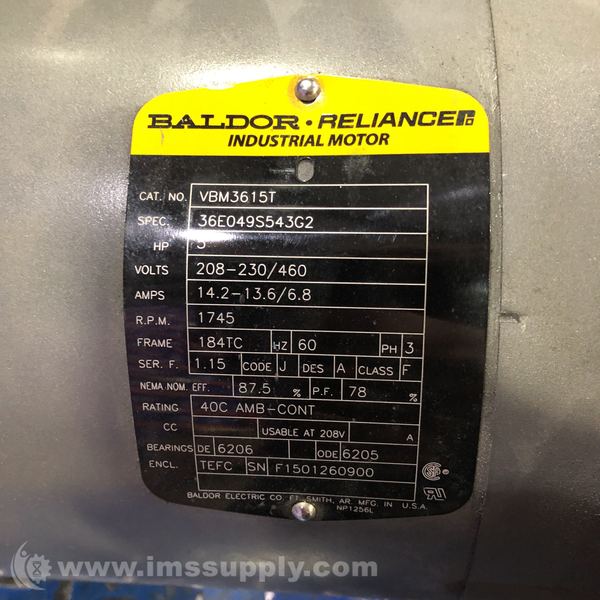 BALDOR • RELIANCE
INDUSTRIAL MOTOR
CAT. NO. VBM3615T
SPEC. 36E049S543G2
HP 5
VOLTS 208-230/460
AMPS 14.2-13.6/6.8
R.P.M. 1745
FRAME 184TC HZ 60 PH 3
SER. F. 1.15 CODE J DES A CLASS F
NEMA NOM. EFF. 87.5 % P.F. 78 %
RATING 40C AMB-CONT
CC USABLE AT 208V A
BEARINGS DE 6206 ODE 6205
ENCL. TEFC SN F1501260900
BALDOR ELECTRIC CO. FT. SMITH, AR. MFG. IN U.S.A.
NP1256L
www.imssupply.com